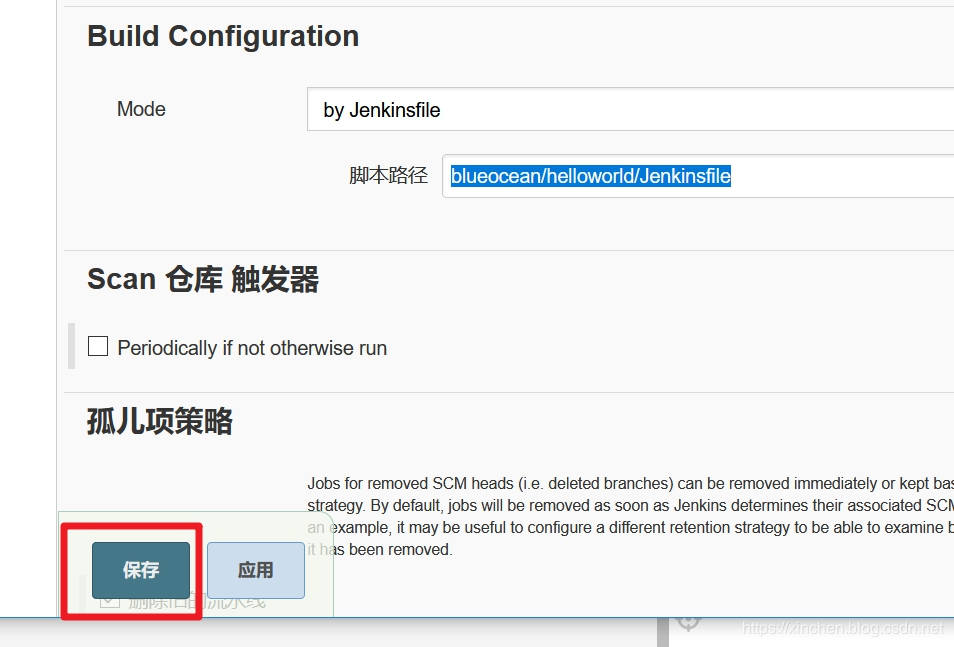 Build Configuration
Mode
by Jenkinsfile
脚本路径
blueocean/helloworld/Jenkinsfile
Scan 仓库 触发器
Periodically if not otherwise run
孤儿项策略
Jobs for removed SCM heads (i.e. deleted branches) can be removed immediately or kept bas
strategy. By default, jobs will be removed as soon as Jenkins determines their associated SCM
an example, it may be useful to configure a different retention strategy to be able to examine b
it has been removed.
保存
应用
删除旧的流水线
https://xinchen.blog.csdn.net